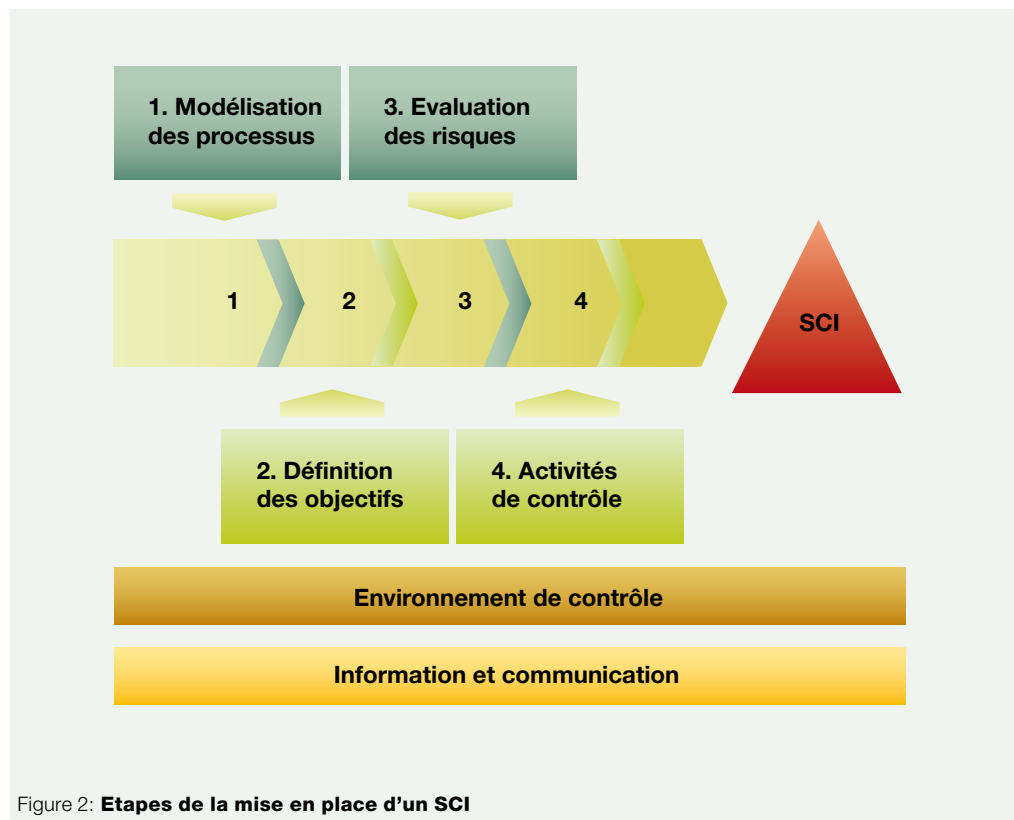 1. Modélisation
des processus
3. Evaluation
des risques
1
2
3
4
SCI
2. Définition
des objectifs
4. Activités
de contrôle
Environnement de contrôle
Information et communication
Figure 2: Etapes de la mise en place d’un SCI